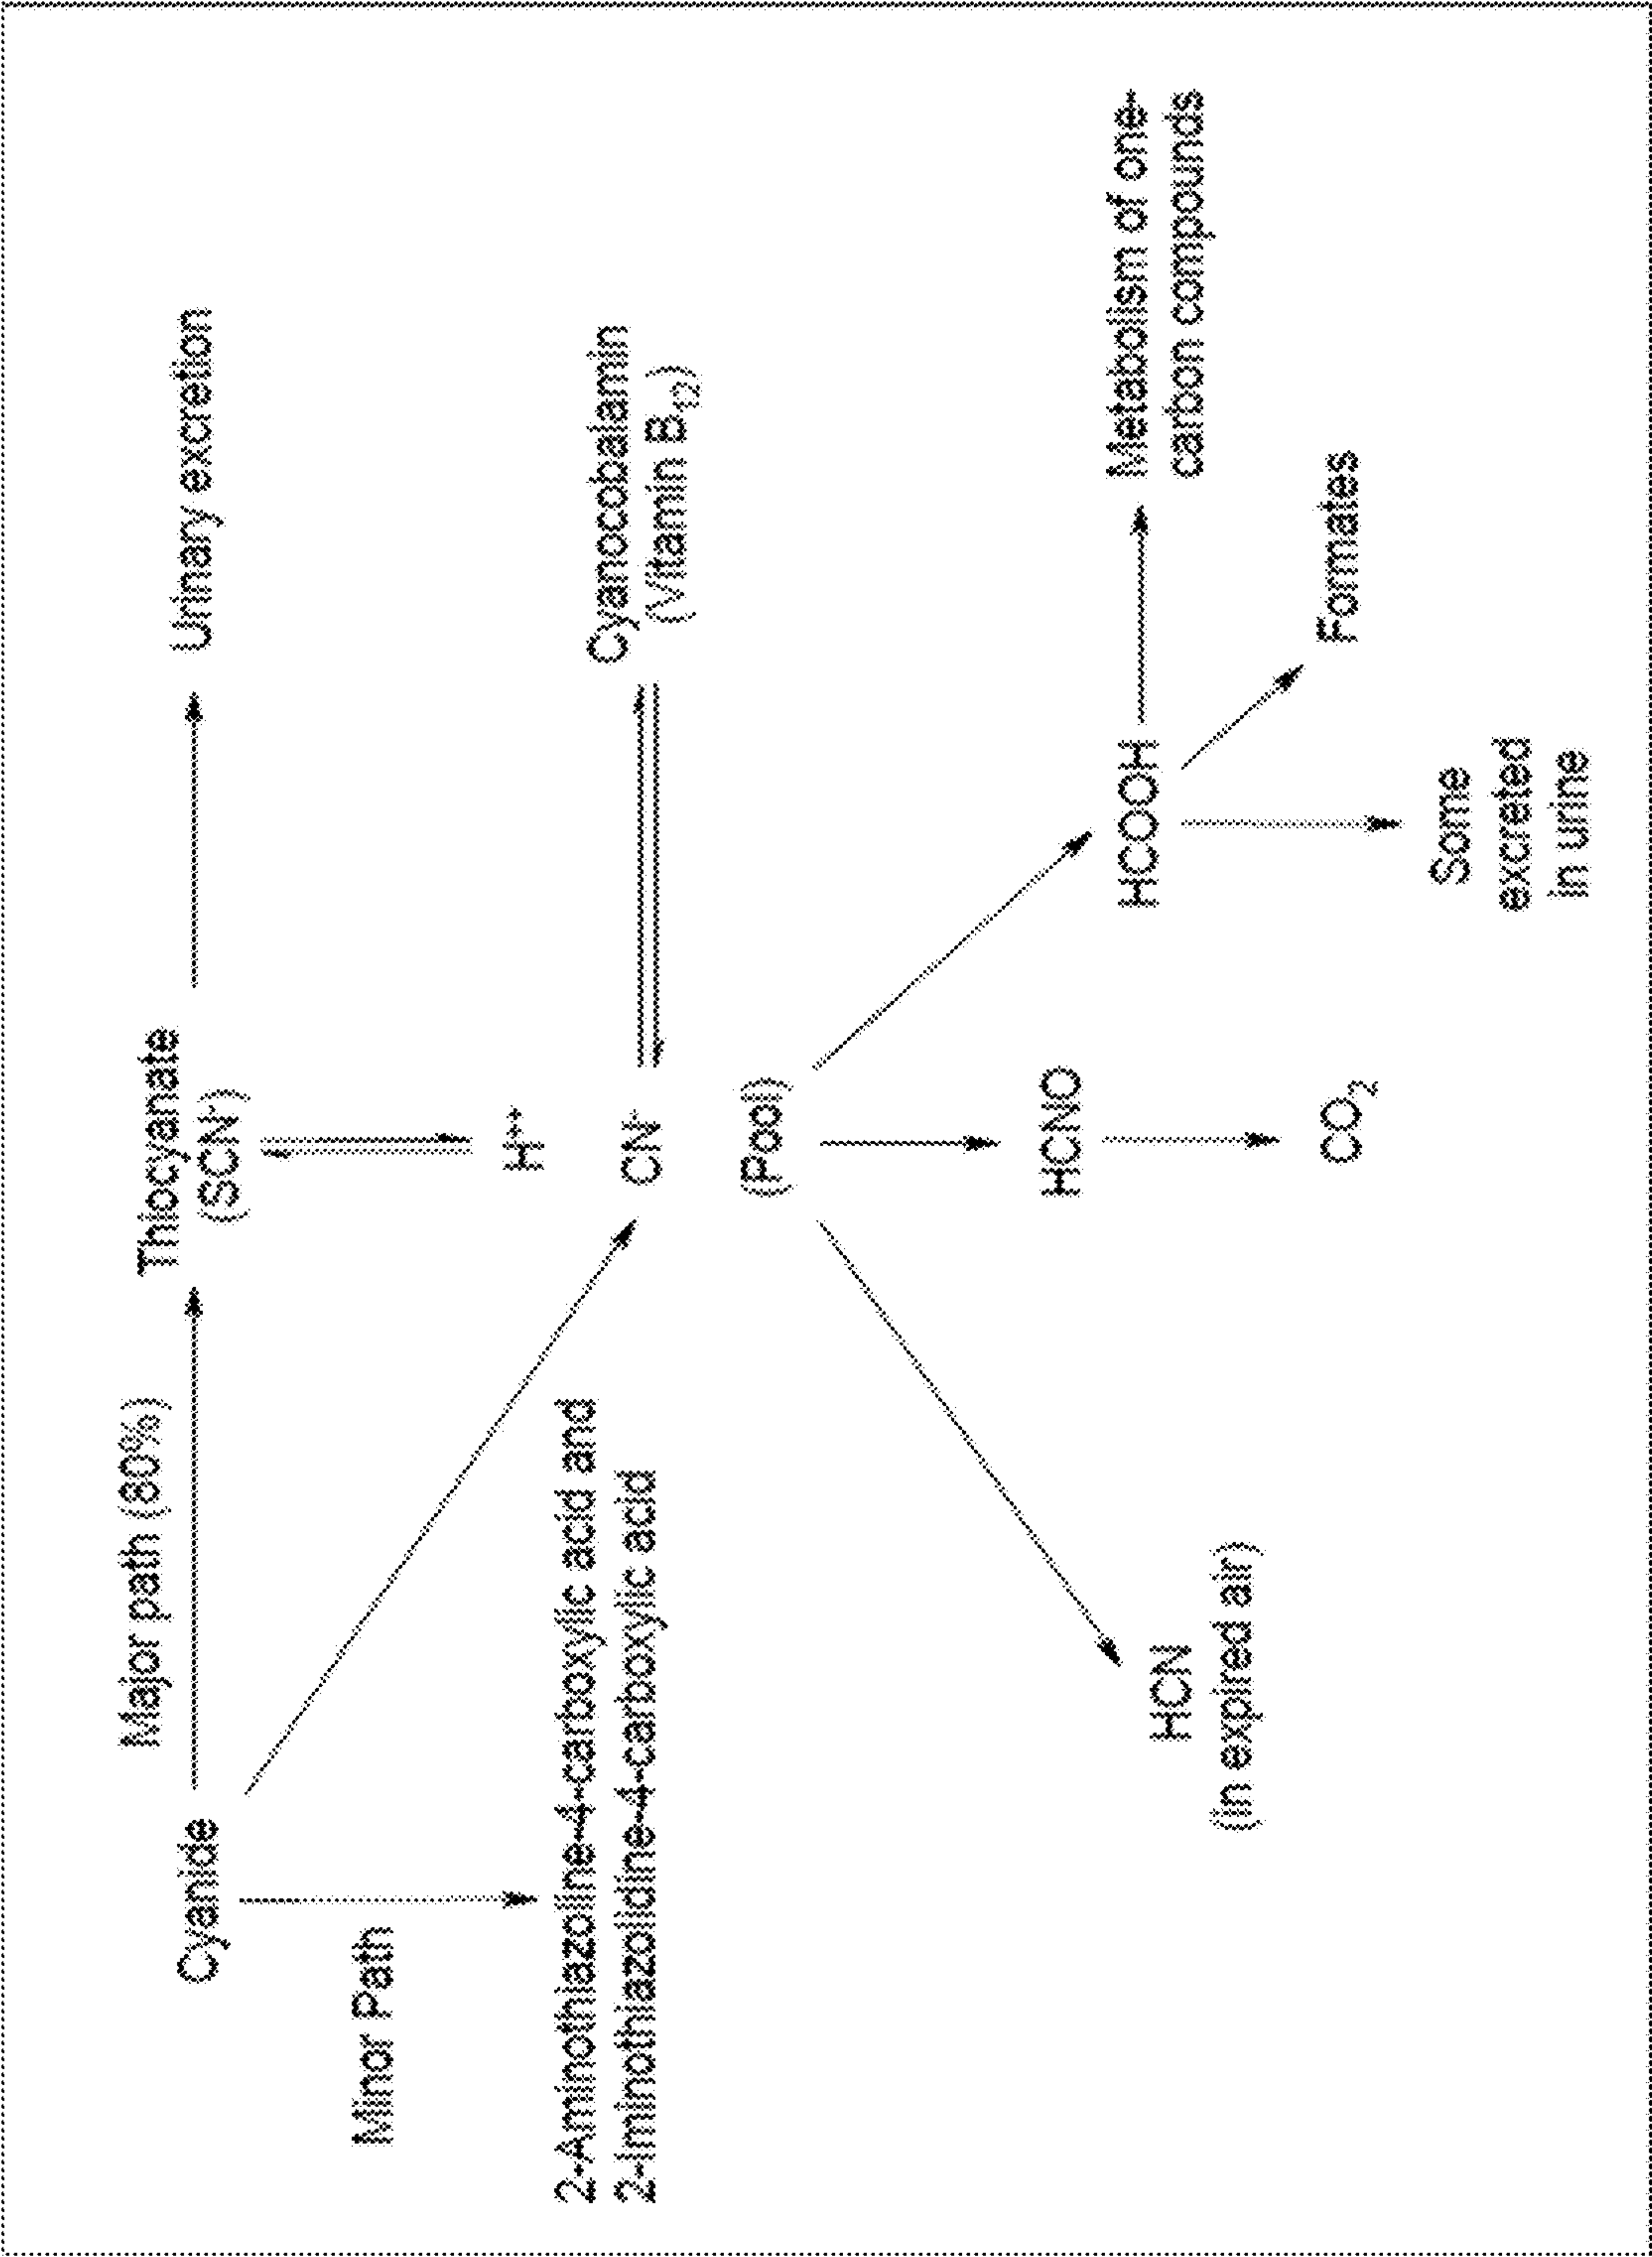 Major path (80%)
Cyanide
Thiocyanate
(SCN⁻)
Urinary excretion
Minor Path
H⁺⁺
2-Aminothiazoline-4-carboxylic acid and
2-Iminothiazolidine-4-carboxylic acid
CN⁻
Cyanocobalamin
(Vitamin B₁₂)
(Pool)
HCN
(in expired air)
HCNO
CO₂
HCOOH
Metabolism of one-
carbon compounds
Formates
Some
excreted
in urine